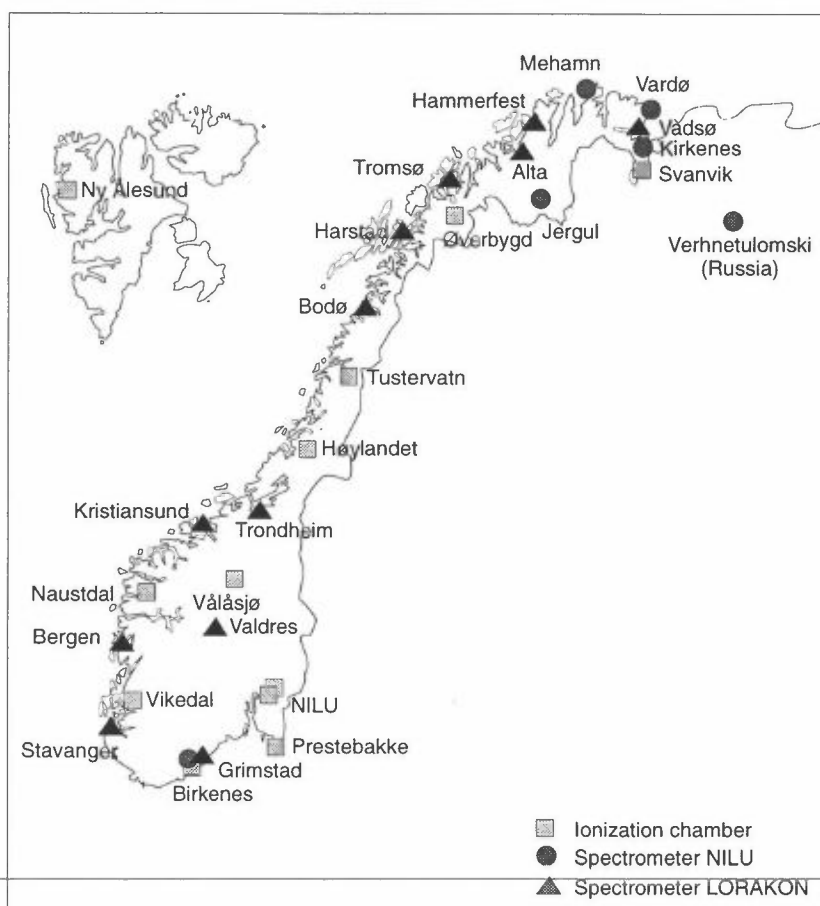 Mehamn
Vardø
Hammerfest
Vadsø
Kirkenes
Tromsø
Alta
Svanvik
Ny Ålesund
Jergul
Harstad
Øverbygd
Verhnetulomski
(Russia)
Bodø
Tustervatn
Høylandet
Kristiansund
Trondheim
Naustdal
Vålåsjø
Valdres
Bergen
Vikedal
NILU
Stavanger
Prestebakke
Grimstad
Birkenes
Ionization chamber
Spectrometer NILU
Spectrometer LORAKON